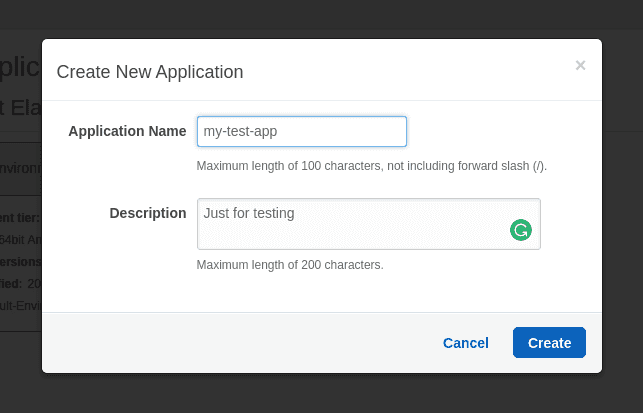 Create New Application
×
Application Name my-test-app
Maximum length of 100 characters, not including forward slash (/).
Description Just for testing
Maximum length of 200 characters.
Cancel Create
plic
t Ela
nviron
ent tier:
64bit Am
ersions
fied: 20
ult-Envi